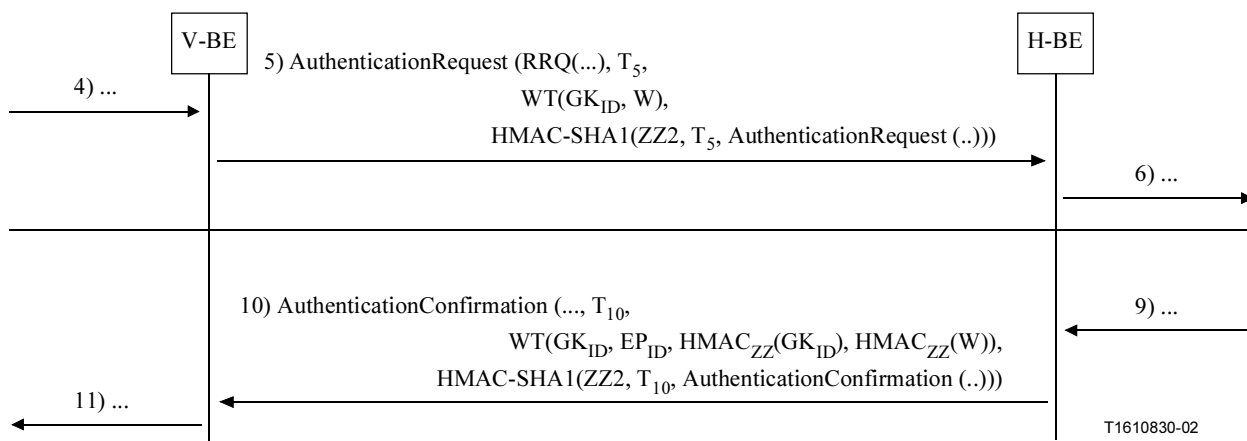 V-BE
H-BE
5) AuthenticationRequest (RRQ(...), T5,
WT(GKID, W),
HMAC-SHA1(ZZ2, T5, AuthenticationRequest (..)))
4) ...
6) ...
10) AuthenticationConfirmation (..., T10,
WT(GKID, EPID, HMACZZ(GKID), HMACZZ(W)),
HMAC-SHA1(ZZ2, T10, AuthenticationConfirmation (..)))
9) ...
11) ...
T1610830-02